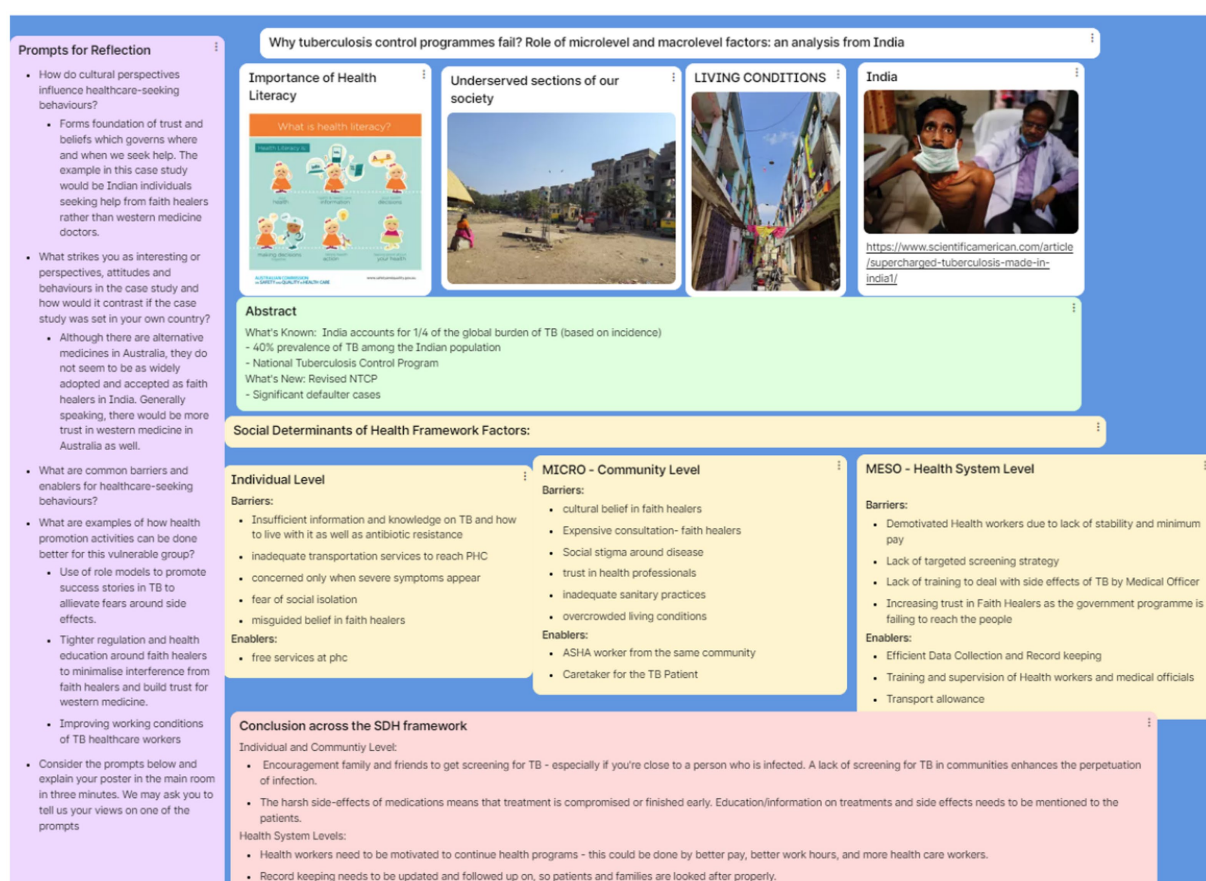 Prompts for Reflection
• How do cultural perspectives
influence healthcare-seeking
behaviours?
• Forms foundation of trust and
beliefs which governs where
and when we seek help. The
example in this case study
would be Indian individuals
seeking help from faith healers
rather than western medicine
doctors.
• What strikes you as interesting or
perspectives, attitudes and
behaviours in the case study and
how would it contrast if the case
study was set in your own country?
• Although there are alternative
medicines in Australia, they do
not seem to be as widely
adopted and accepted as faith
healers in India. Generally
speaking, there would be more
trust in western medicine in
Australia as well.
• What are common barriers and
enablers for healthcare-seeking
behaviours?
• What are examples of how health
promotion activities can be done
better for this vulnerable group?
• Use of role models to promote
success stories in TB to
allievate fears around side
effects.
• Tighter regulation and health
education around faith healers
to minimalise interference from
faith healers and build trust for
western medicine.
• Improving working conditions
of TB healthcare workers
• Consider the prompts below and
explain your poster in the main room
in three minutes. We may ask you to
tell us your views on one of the
prompts
Why tuberculosis control programmes fail? Role of microlevel and macrolevel factors: an analysis from India
Importance of Health
Literacy
What is health literacy?
Health Literacy is
health
information
decisions
making decisions
action
your health
AUSTRALIAN COMMISSION
ON SAFETY AND QUALITY IN HEALTH CARE
Underserved sections of our
society
LIVING CONDITIONS
India
https://www.scientificamerican.com/article
/supercharged-tuberculosis-made-in-
india1/
Abstract
What's Known: India accounts for 1/4 of the global burden of TB (based on incidence)
- 40% prevalence of TB among the Indian population
- National Tuberculosis Control Program
What's New: Revised NTCP
- Significant defaulter cases
Social Determinants of Health Framework Factors:
Individual Level
Barriers:
• Insufficient information and knowledge on TB and how
to live with it as well as antibiotic resistance
• inadequate transportation services to reach PHC
• concerned only when severe symptoms appear
• fear of social isolation
• misguided belief in faith healers
Enablers:
• free services at phc
MICRO - Community Level
Barriers:
• cultural belief in faith healers
• Expensive consultation- faith healers
• Social stigma around disease
• trust in health professionals
• inadequate sanitary practices
• overcrowded living conditions
Enablers:
• ASHA worker from the same community
• Caretaker for the TB Patient
MESO - Health System Level
Barriers:
• Demotivated Health workers due to lack of stability and minimum
pay
• Lack of targeted screening strategy
• Lack of training to deal with side effects of TB by Medical Officer
• Increasing trust in Faith Healers as the government programme is
failing to reach the people
Enablers:
• Efficient Data Collection and Record keeping
• Training and supervision of Health workers and medical officials
• Transport allowance
Conclusion across the SDH framework
Individual and Communtiy Level:
• Encouragement family and friends to get screening for TB - especially if you're close to a person who is infected. A lack of screening for TB in communities enhances the perpetuation
of infection.
• The harsh side-effects of medications means that treatment is compromised or finished early. Education/information on treatments and side effects needs to be mentioned to the
patients.
Health System Levels:
• Health workers need to be motivated to continue health programs - this could be done by better pay, better work hours, and more health care workers.
• Record keeping needs to be updated and followed up on, so patients and families are looked after properly.